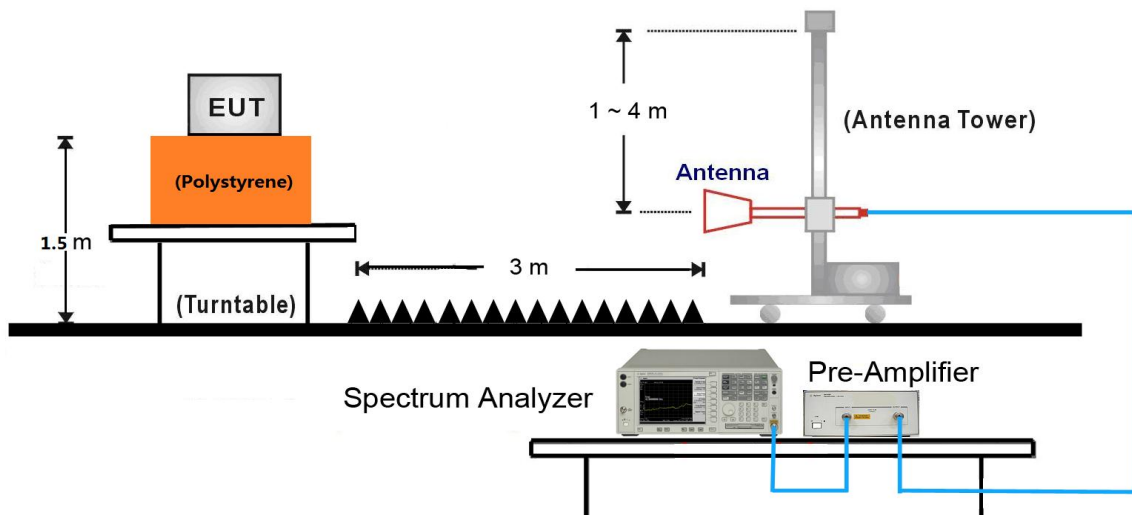 EUT
(Polystyrene)
1.5 m
(Turntable)
3 m
1 ~ 4 m
(Antenna Tower)
Antenna
Spectrum Analyzer
Pre-Amplifier